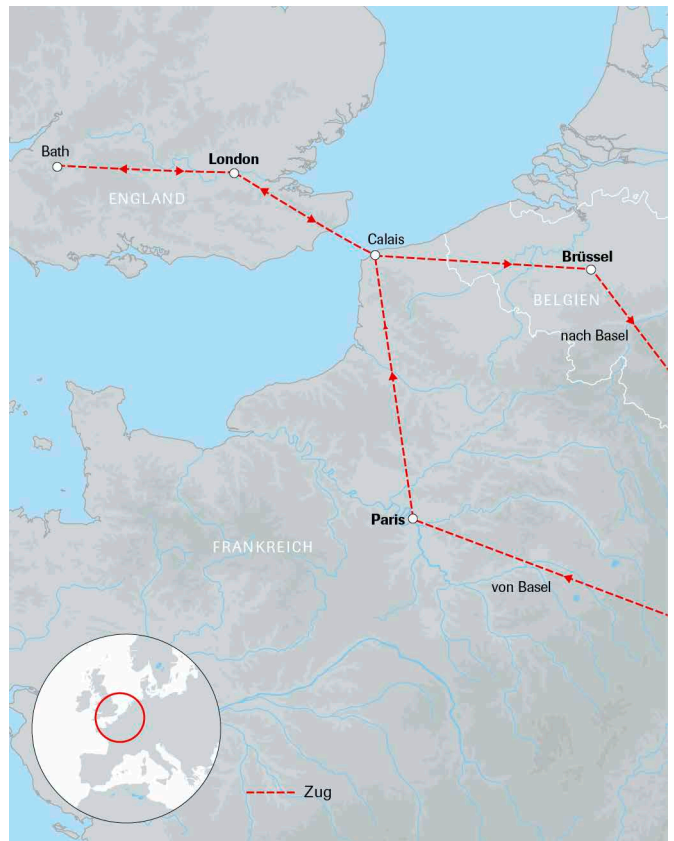 Bath
London
ENGLAND
Calais
Brüssel
BELGIEN
nach Basel
Paris
FRANKREICH
von Basel
Zug